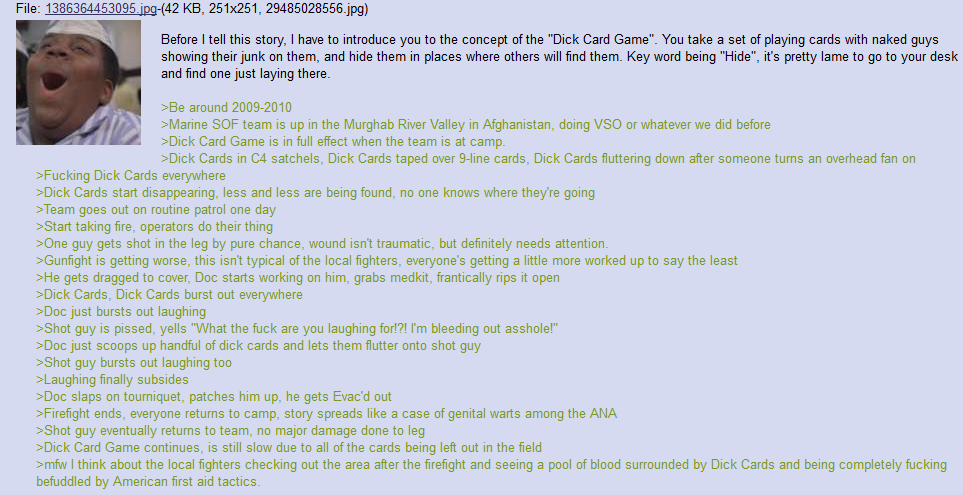 File: 1386364453095.jpg-(42 KB, 251x251, 29485028556.jpg)
Before I tell this story, I have to introduce you to the concept of the "Dick Card Game". You take a set of playing cards with naked guys
showing their junk on them, and hide them in places where others will find them. Key word being "Hide", it's pretty lame to go to your desk
and find one just laying there.
>Be around 2009-2010
>Marine SOF team is up in the Murghab River Valley in Afghanistan, doing VSO or whatever we did before
>Dick Card Game is in full effect when the team is at camp.
>Dick Cards in C4 satchels, Dick Cards taped over 9-line cards, Dick Cards fluttering down after someone turns an overhead fan on
>Fucking Dick Cards everywhere
>Dick Cards start disappearing, less and less are being found, no one knows where they're going
>Team goes out on routine patrol one day
>Start taking fire, operators do their thing
>One guy gets shot in the leg by pure chance, wound isn't traumatic, but definitely needs attention.
>Gunfight is getting worse, this isn't typical of the local fighters, everyone's getting a little more worked up to say the least
>He gets dragged to cover, Doc starts working on him, grabs medkit, frantically rips it open
>Dick Cards, Dick Cards burst out everywhere
>Doc just bursts out laughing
>Shot guy is pissed, yells "What the fuck are you laughing for!?! I'm bleeding out asshole!"
>Doc just scoops up handful of dick cards and lets them flutter onto shot guy
>Shot guy bursts out laughing too
>Laughing finally subsides
>Doc slaps on tourniquet, patches him up, he gets Evac'd out
>Firefight ends, everyone returns to camp, story spreads like a case of genital warts among the ANA
>Shot guy eventually returns to team, no major damage done to leg
>Dick Card Game continues, is still slow due to all of the cards being left out in the field
>mfw I think about the local fighters checking out the area after the firefight and seeing a pool of blood surrounded by Dick Cards and being completely fucking
befuddled by American first aid tactics.